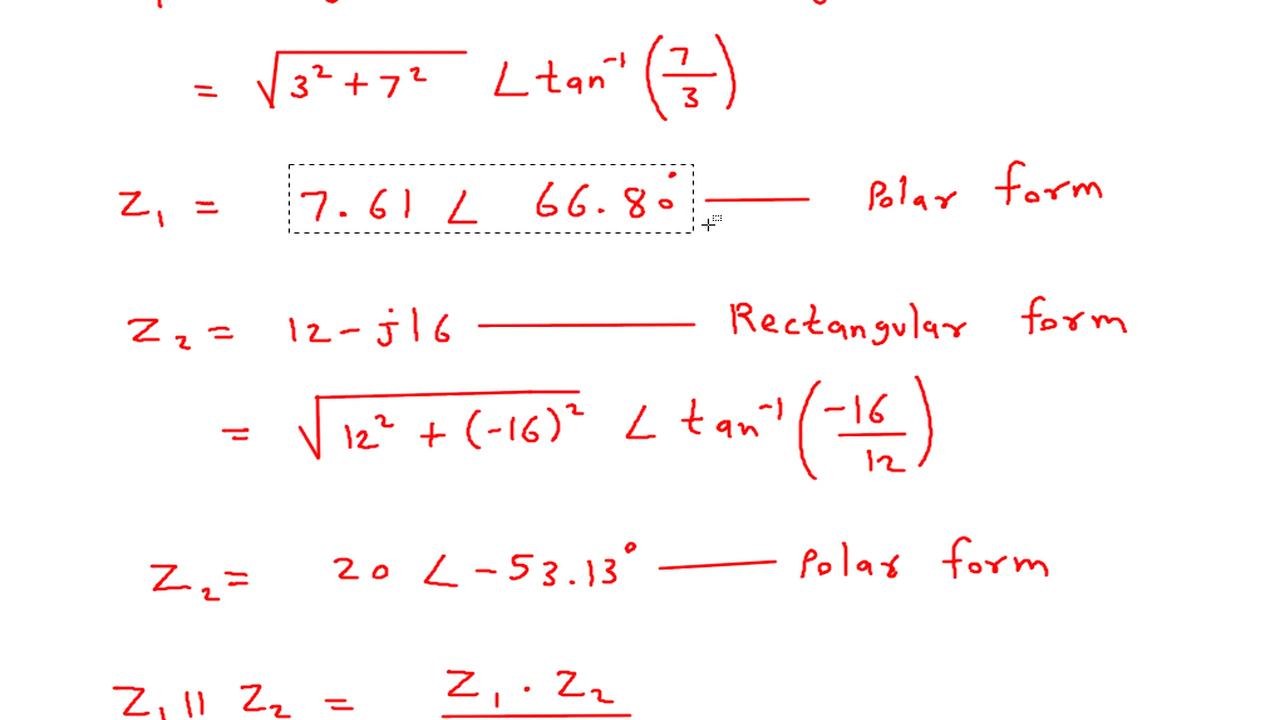 = √(3² + 7²) ∠ tan⁻¹ (7/3)
Z₁ = 7.61 ∠ 66.80° —— Polar form
Z₂ = 12 - j16 —— Rectangular form
= √(12² + (-16)²) ∠ tan⁻¹ (-16/12)
Z₂ = 20 ∠ -53.13° —— Polar form
Z₁ || Z₂ = Z₁ . Z₂